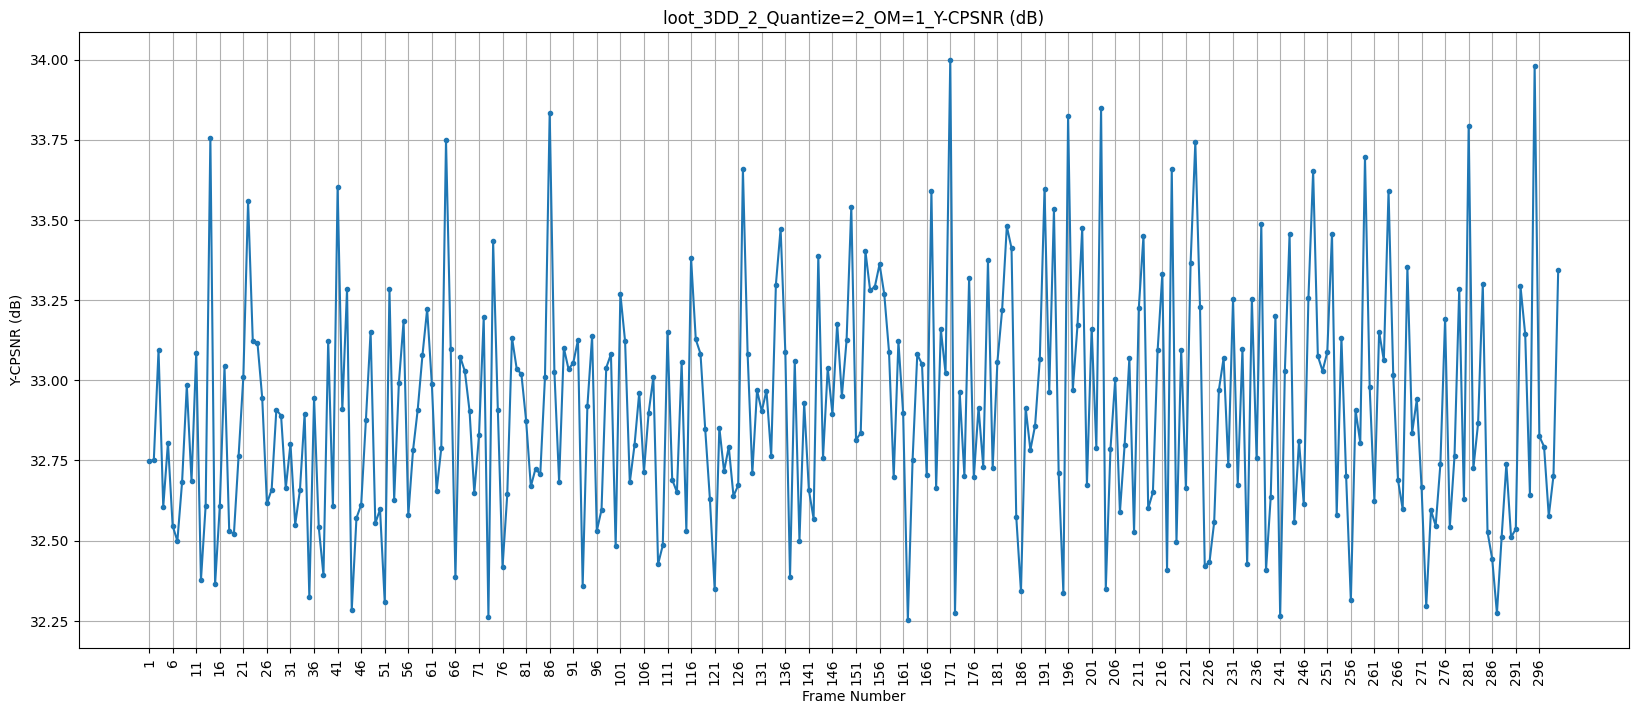 loot_3DD_2_Quantize=2_OM=1_Y-CPSNR (dB)
Y-CPSNR (dB)
34.00
33.75
33.50
33.25
33.00
32.75
32.50
32.25
1 6 11 16 21 26 31 36 41 46 51 56 61 66 71 76 81 86 91 96 101 106 111 116 121 126 131 136 141 146 151 156 161 166 171 176 181 186 191 196 201 206 211 216 221 226 231 236 241 246 251 256 261 266 271 276 281 286 291 296
Frame Number